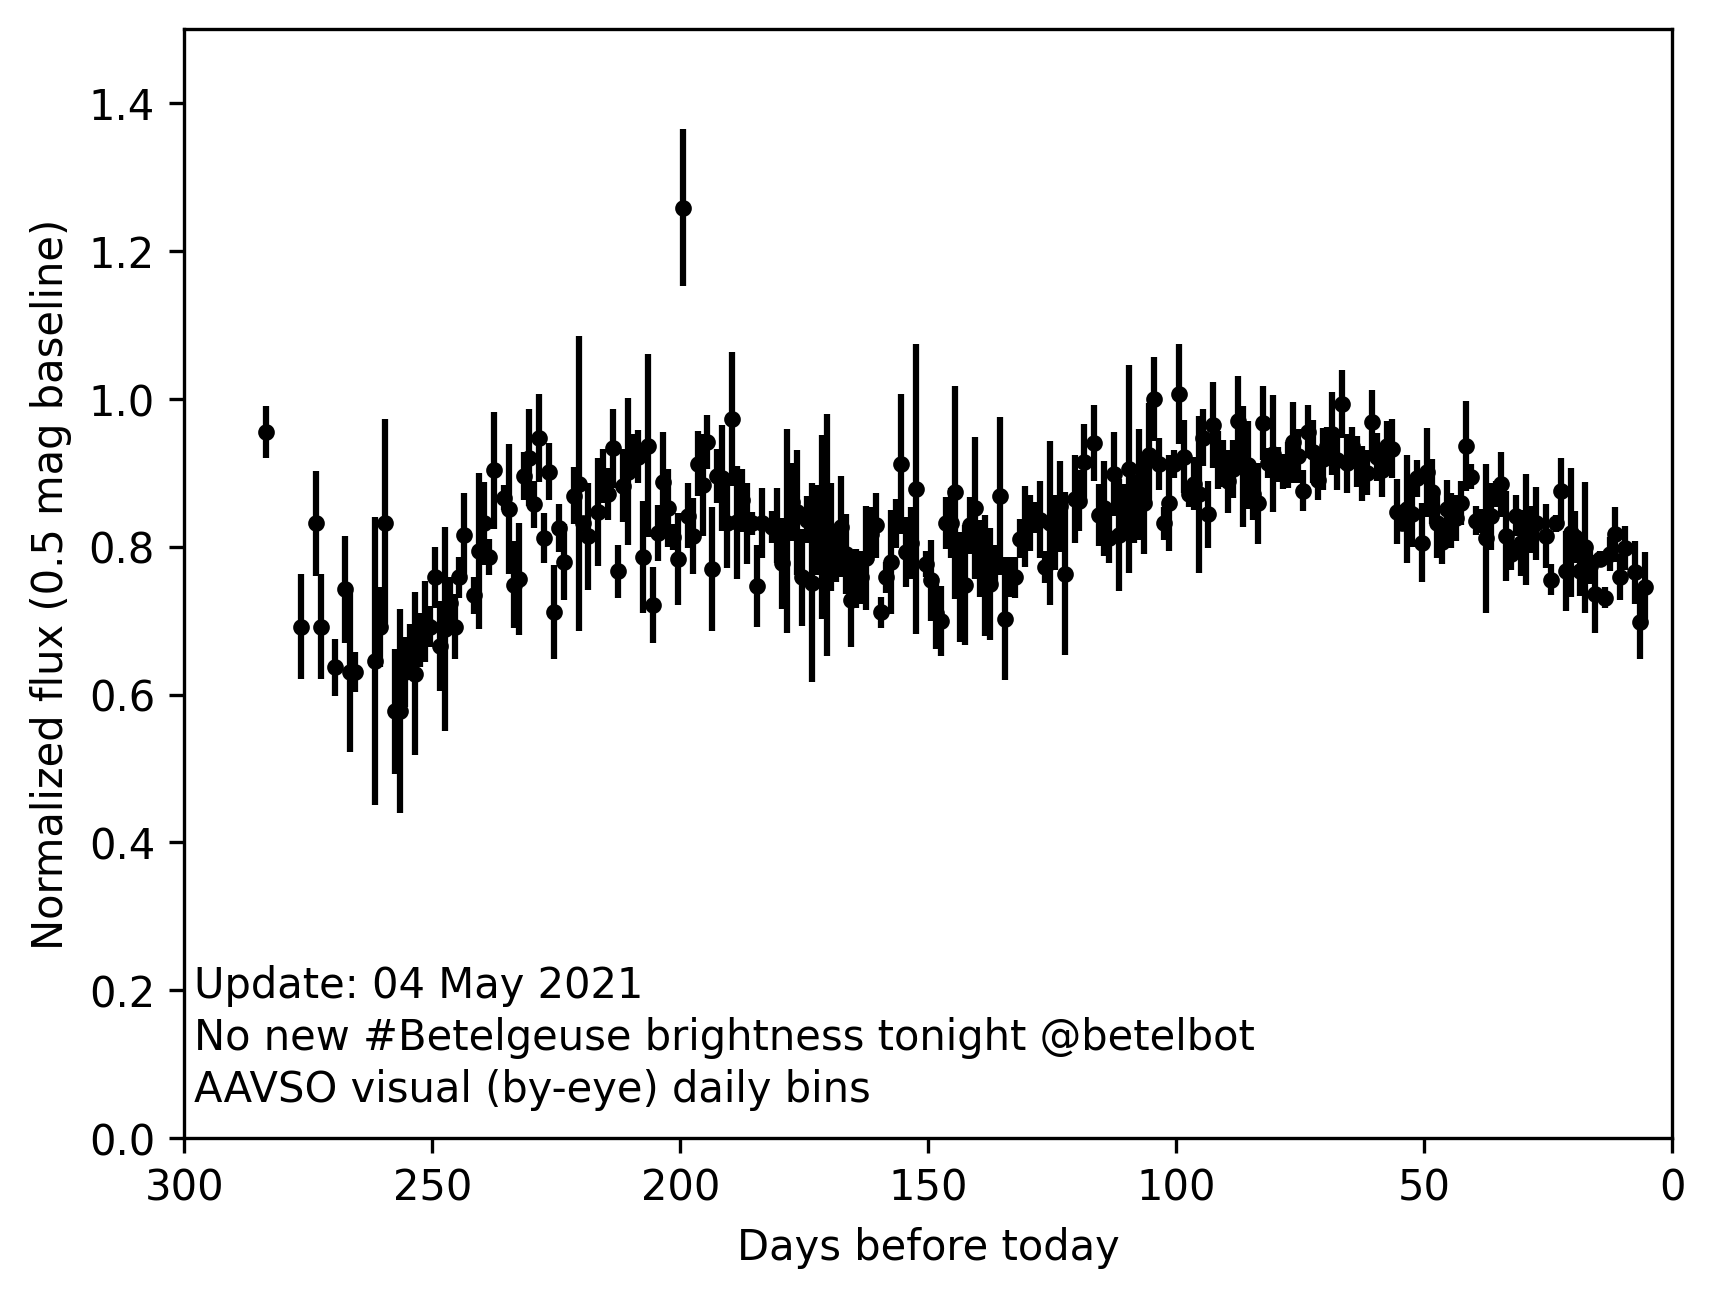 1.4
1.2
1.0
0.8
0.6
0.4
0.2
0.0
Normalized flux (0.5 mag baseline)
Update: 04 May 2021
No new #Betelgeuse brightness tonight @betelbot
AAVSO visual (by-eye) daily bins
300 250 200 150 100 50 0
Days before today